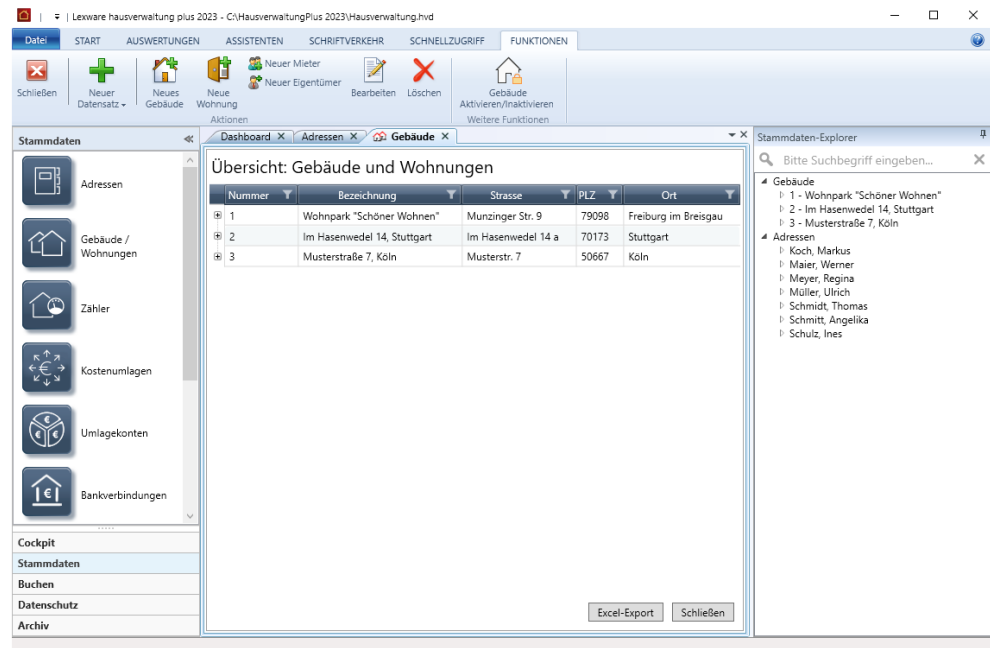 Lexware hausverwaltung plus 2023 - C:\HausverwaltungPlus 2023\Hausverwaltung.hvd
Datei START AUSWERTUNGEN ASSISTENTEN SCHRIFTVERKEHR SCHNELLZUGRIFF FUNKTIONEN
Schließen
Neuer Datensatz
Neues Gebäude
Neue Wohnung
Neuer Mieter
Neuer Eigentümer
Bearbeiten
Löschen
Gebäude Aktivieren/Inaktivieren
Aktionen
Weitere Funktionen
Stammdaten
Adressen
Gebäude /
Wohnungen
Zähler
Kostenumlagen
Umlagekonten
Bankverbindungen
Cockpit
Stammdaten
Buchen
Datenschutz
Archiv
Dashboard X Adressen X Gebäude X
Übersicht: Gebäude und Wohnungen
Nummer Bezeichnung Strasse PLZ Ort
1 Wohnpark "Schöner Wohnen" Munzinger Str. 9 79098 Freiburg im Breisgau
2 Im Hasenwedel 14, Stuttgart Im Hasenwedel 14 a 70173 Stuttgart
3 Musterstraße 7, Köln Musterstr. 7 50667 Köln
Excel-Export Schließen
Stammdaten-Explorer
Bitte Suchbegriff eingeben...
Gebäude
1 - Wohnpark "Schöner Wohnen"
2 - Im Hasenwedel 14, Stuttgart
3 - Musterstraße 7, Köln
Adressen
Koch, Markus
Maier, Werner
Meyer, Regina
Müller, Ulrich
Schmidt, Thomas
Schmitt, Angelika
Schulz, Ines